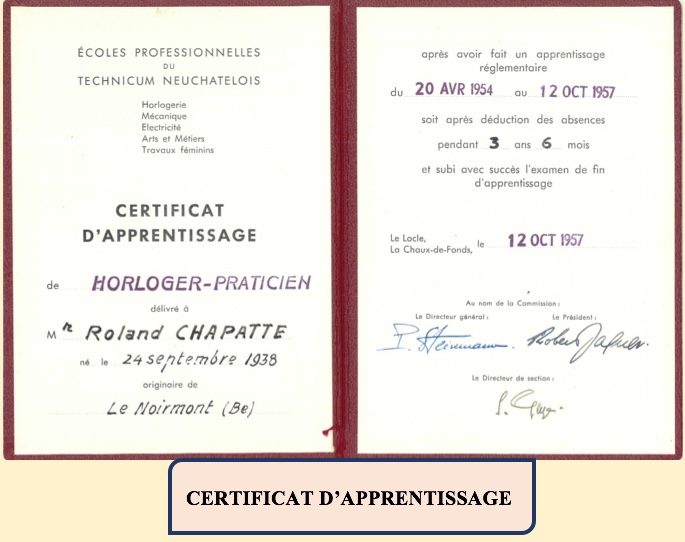 ÉCOLES PROFESSIONNELLES
DU
TECHNICUM NEUCHATELOIS
Horlogerie
Mécanique
Electricité
Arts et Métiers
Travaux féminins
CERTIFICAT
D'APPRENTISSAGE
de HORLOGER-PRATICIEN
délivré à
Mr Roland CHAPATTE
né le 24 septembre 1938
originaire de
Le Noirmont (Be)
après avoir fait un apprentissage
réglementaire
du 20 AVR 1954 au 12 OCT 1957
soit après déduction des absences
pendant 3 ans 6 mois
et subi avec succès l'examen de fin
d'apprentissage
Le Locle,
La Chaux-de-Fonds, le 12 OCT 1957
Au nom de la Commission:
Le Directeur général: Le Président:
P. Steinmann. Robert
Le Directeur de section:
CERTIFICAT D'APPRENTISSAGE